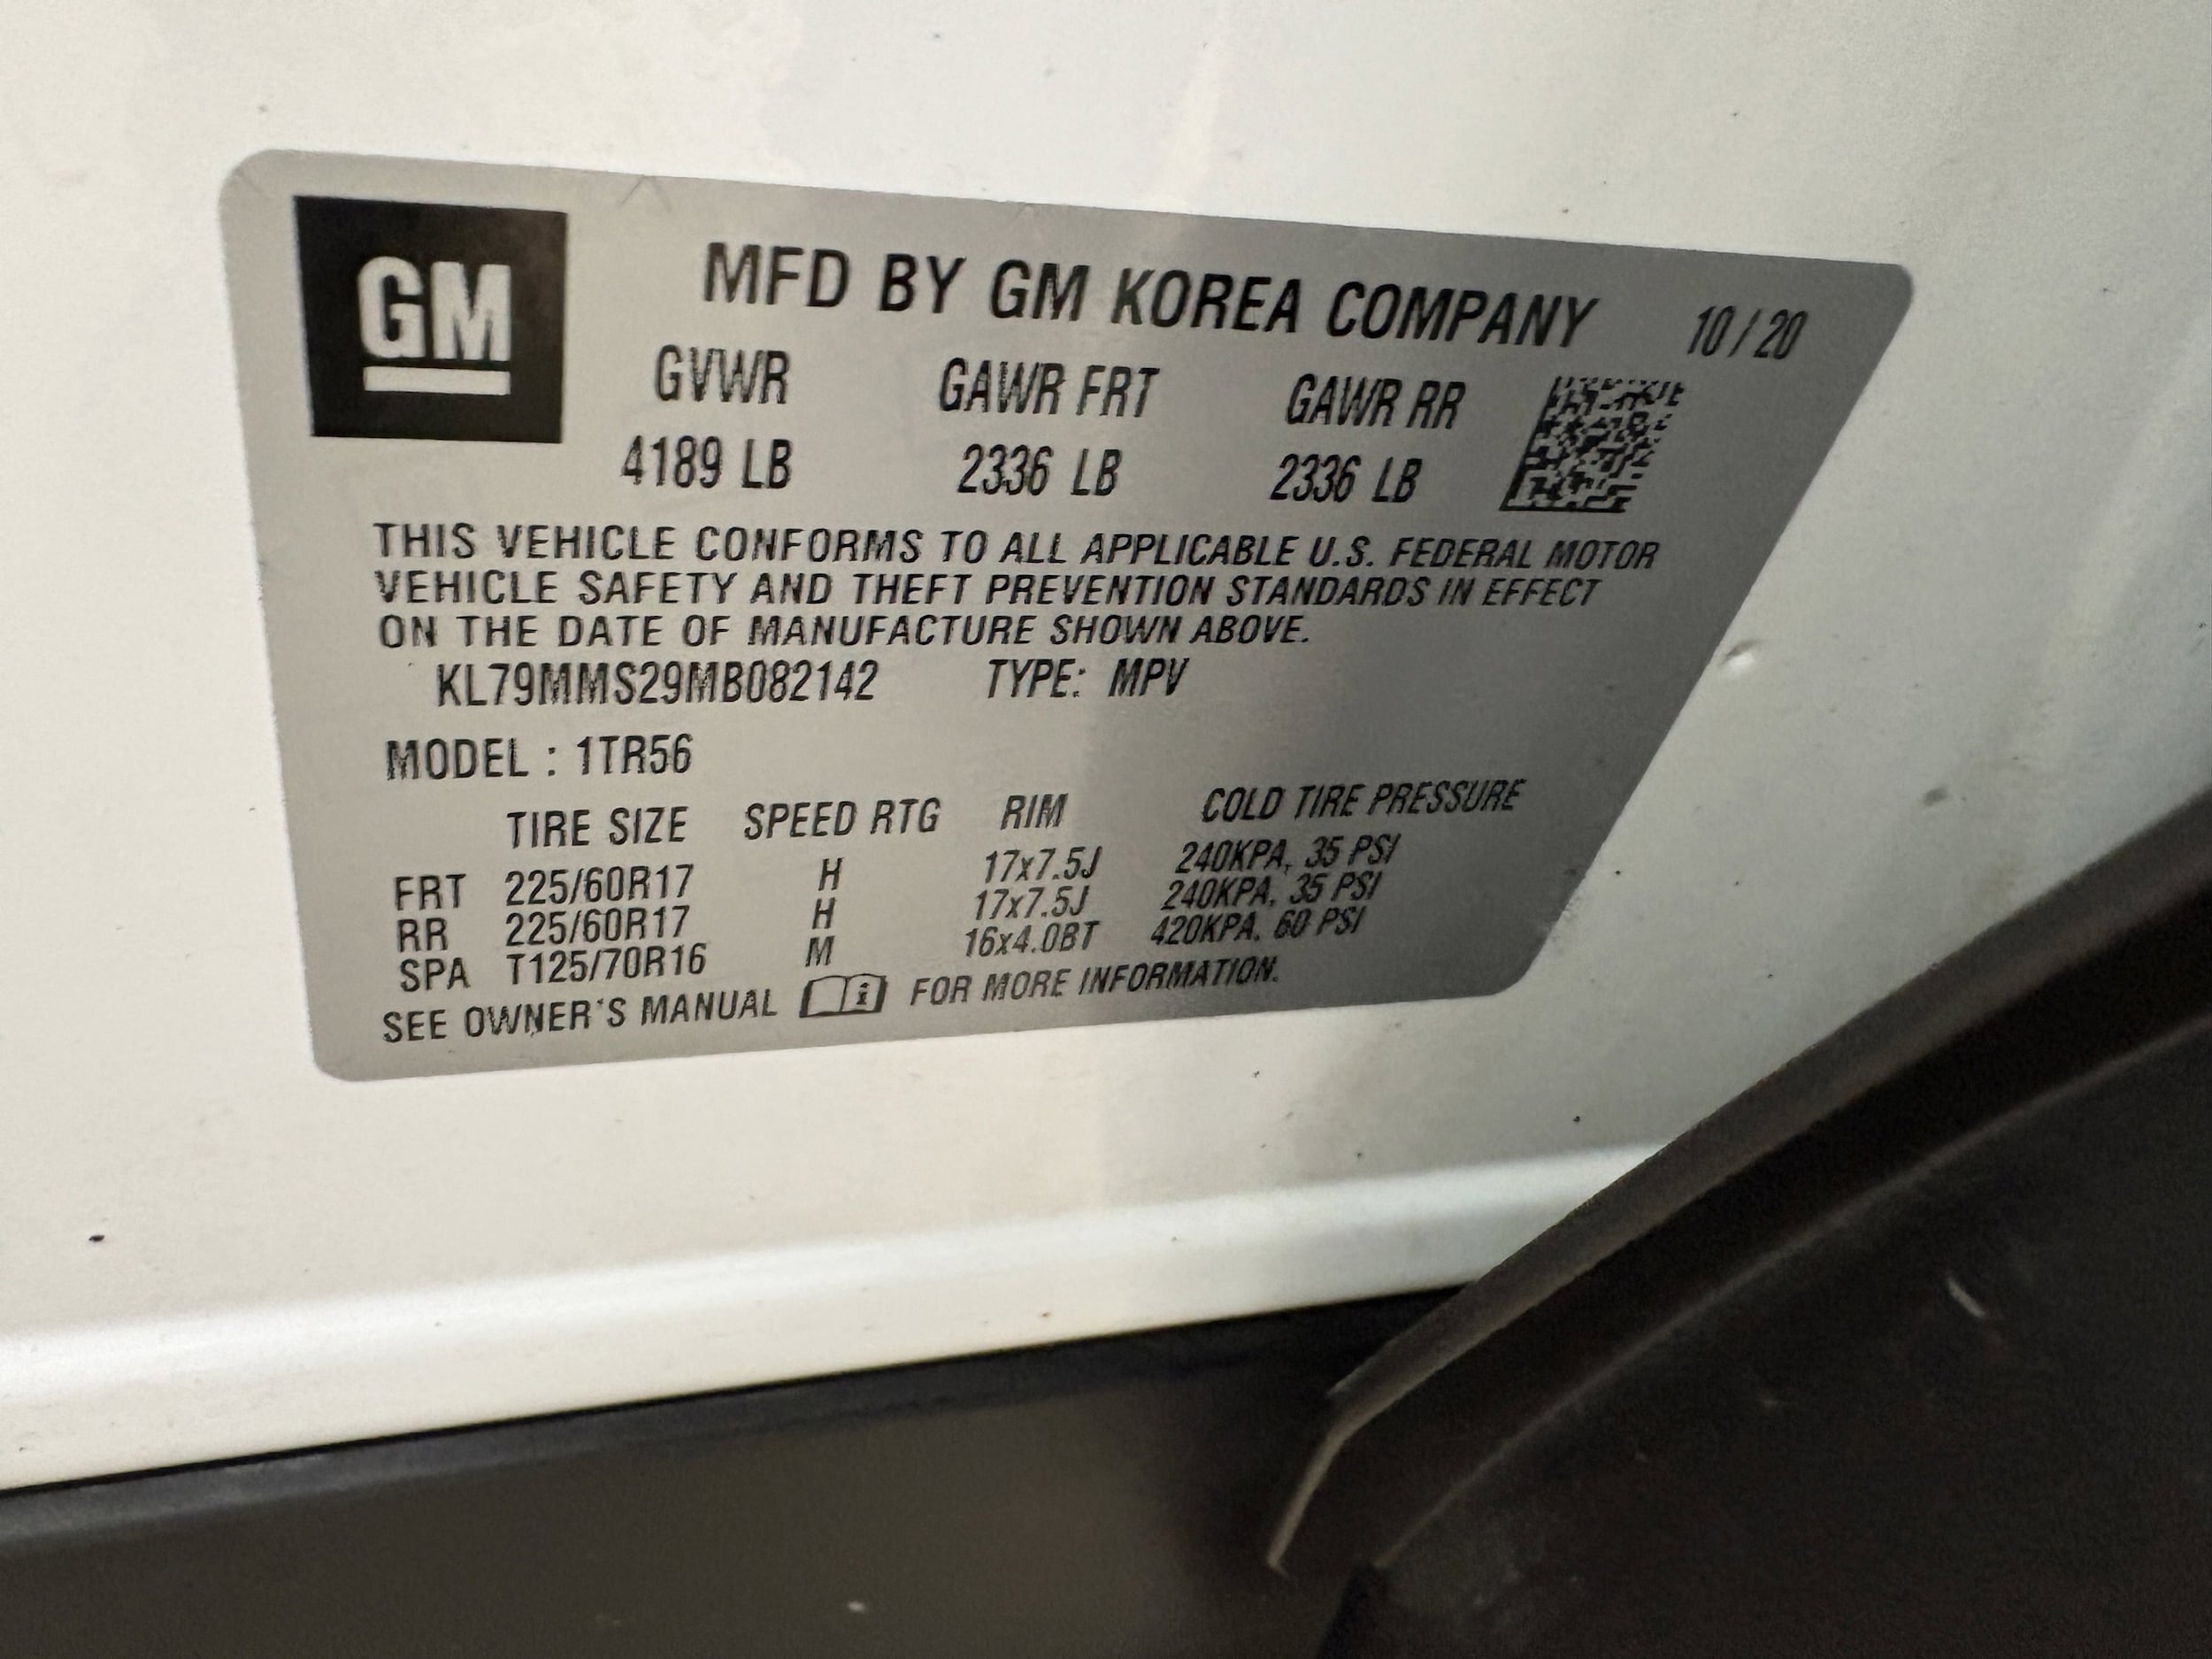 GM
MFD BY GM KOREA COMPANY 10/20
GVWR GAWR FRT GAWR RR
4189 LB 2336 LB 2336 LB
THIS VEHICLE CONFORMS TO ALL APPLICABLE U.S. FEDERAL MOTOR
VEHICLE SAFETY AND THEFT PREVENTION STANDARDS IN EFFECT
ON THE DATE OF MANUFACTURE SHOWN ABOVE.
KL79MMS29MB082142 TYPE: MPV
MODEL : 1TR56
TIRE SIZE SPEED RTG RIM COLD TIRE PRESSURE
FRT 225/60R17 H 17x7.5J 240KPA, 35 PSI
RR 225/60R17 H 17x7.5J 240KPA, 35 PSI
SPA T125/70R16 M 16x4.0BT 420KPA, 60 PSI
SEE OWNER'S MANUAL i FOR MORE INFORMATION.